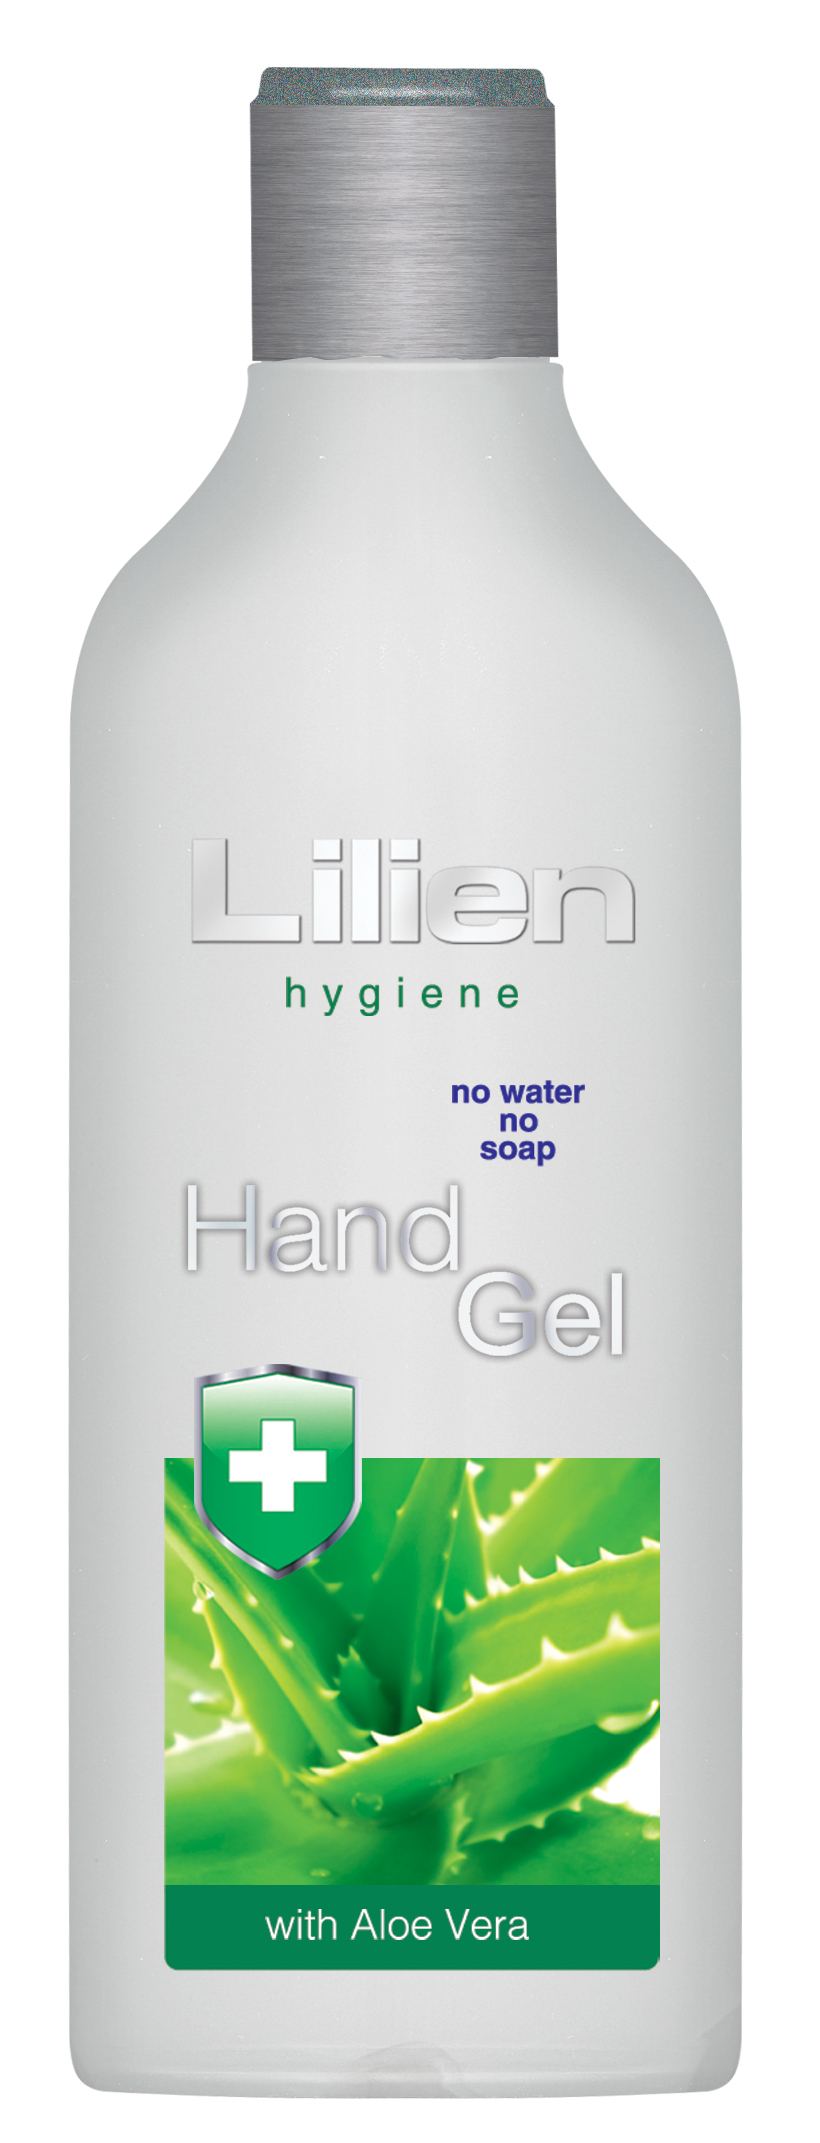 Lilien
hygiene
no water
no
soap
Hand
Gel
with Aloe Vera